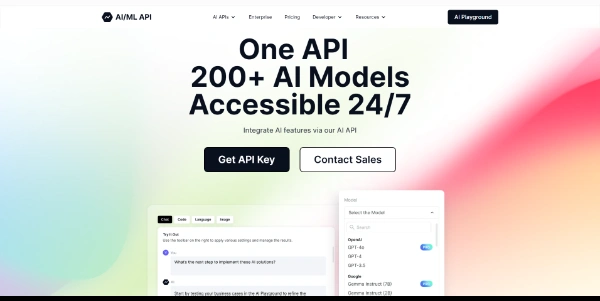 AI/ML API
AI APIs
Enterprise
Pricing
Developer
Resources
AI Playground
One API
200+ AI Models
Accessible 24/7
Integrate AI features via our AI API
Get API Key
Contact Sales
Chat
Code
Language
Image
Try It Out
Use the toolbar on the right to apply various settings and manage the results
What's the main step to implement these AI solutions?
Start by testing your business cases in the AI Playground to refine the
Model
Select the Model
Search
OpenAI
GPT-4o
GPT-4
GPT-3.5
Google
Gemma Instruct (7B)
Gemma Instruct (2B)